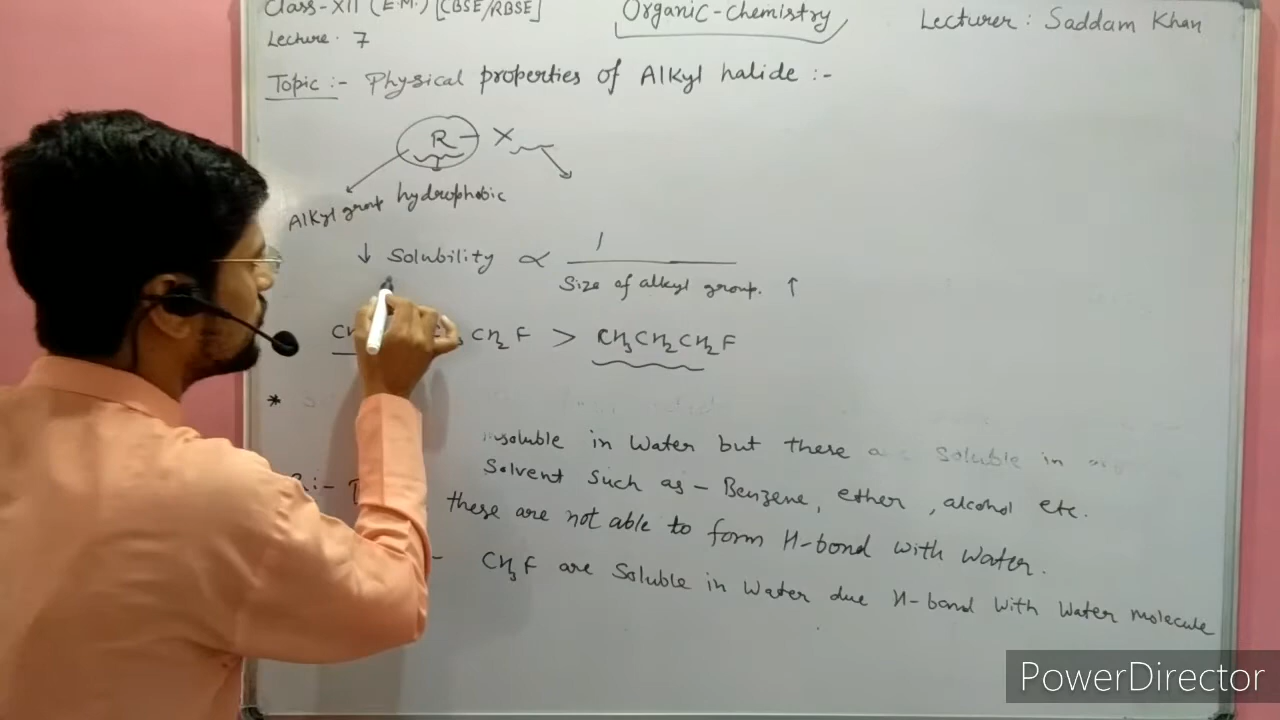 Class-XII (E.M.) [CBSE/RBSE] Organic-Chemistry Lecturer : Saddam Khan
Lecture. 7
Topic :- Physical properties of Alkyl halide :-
R-X
Alkyl group hydrophobic
↓ Solubility ∝ 1 / Size of alkyl group. ↑
CH₂F > CH₃CH₂CH₂F
*
insoluble in water but there a Soluble in
Solvent such as - Benzene, ether, alcohol etc.
these are not able to form H-bond with water.
CH₃F are Soluble in water due H-bond with water molecule
PowerDirector